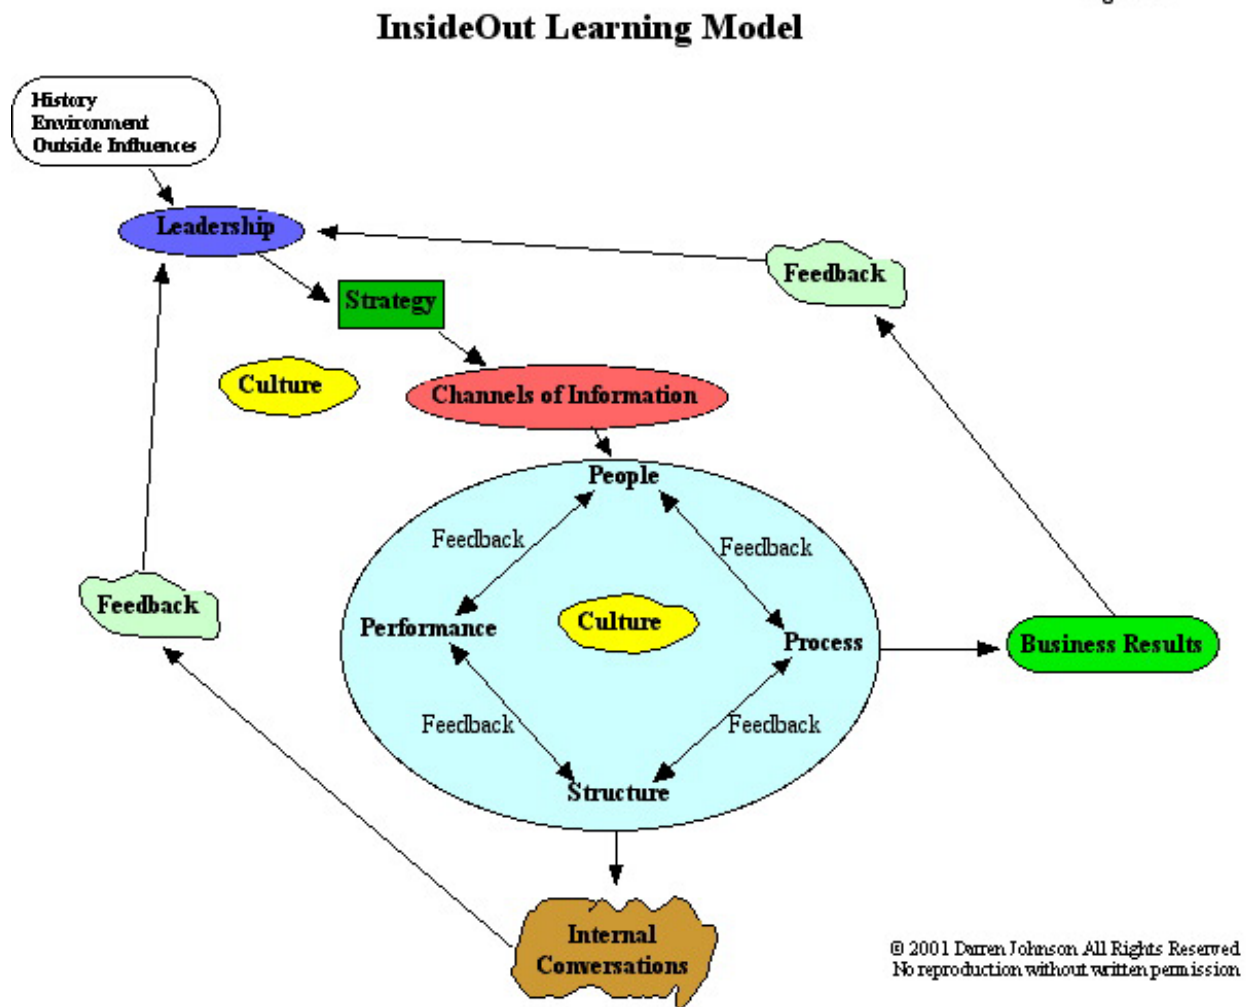 InsideOut Learning Model
History
Environment
Outside Influences
Leadership
Feedback
Strategy
Culture
Channels of Information
People
Feedback
Feedback
Feedback
Performance
Culture
Process
Business Results
Feedback
Feedback
Structure
Internal
Conversations
© 2001 Darren Johnson All Rights Reserved
No reproduction without written permission